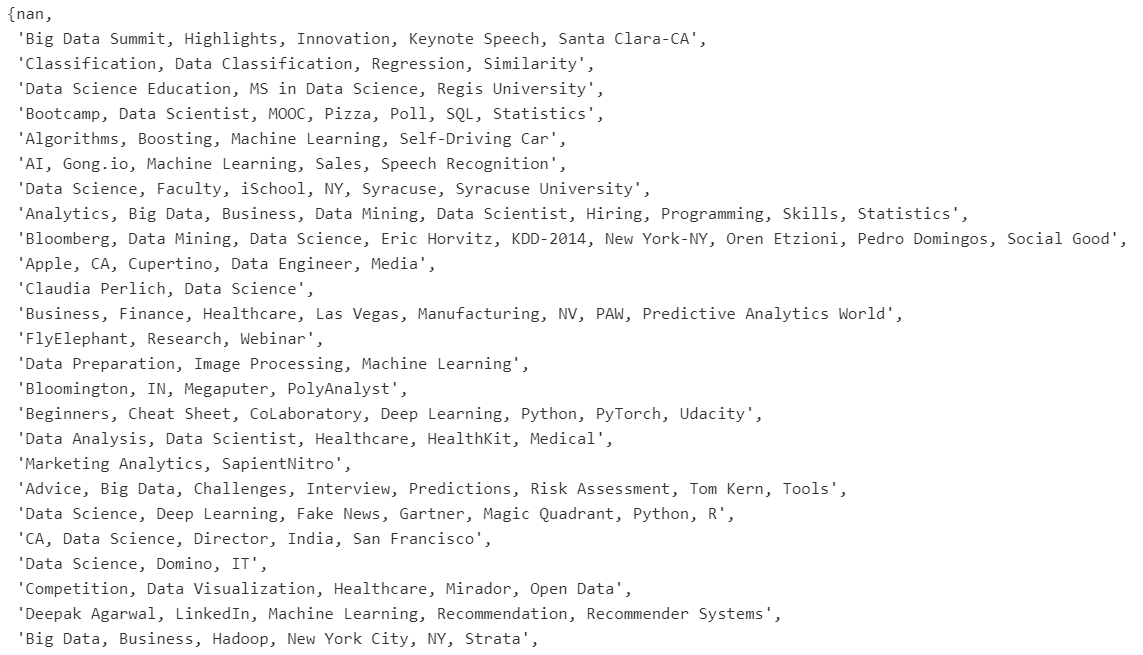 {nan,
'Big Data Summit, Highlights, Innovation, Keynote Speech, Santa Clara-CA',
'Classification, Data Classification, Regression, Similarity',
'Data Science Education, MS in Data Science, Regis University',
'Bootcamp, Data Scientist, MOOC, Pizza, Poll, SQL, Statistics',
'Algorithms, Boosting, Machine Learning, Self-Driving Car',
'AI, Gong.io, Machine Learning, Sales, Speech Recognition',
'Data Science, Faculty, iSchool, NY, Syracuse, Syracuse University',
'Analytics, Big Data, Business, Data Mining, Data Scientist, Hiring, Programming, Skills, Statistics',
'Bloomberg, Data Mining, Data Science, Eric Horvitz, KDD-2014, New York-NY, Oren Etzioni, Pedro Domingos, Social Good',
'Apple, CA, Cupertino, Data Engineer, Media',
'Claudia Perlich, Data Science',
'Business, Finance, Healthcare, Las Vegas, Manufacturing, NV, PAW, Predictive Analytics World',
'FlyElephant, Research, Webinar',
'Data Preparation, Image Processing, Machine Learning',
'Bloomington, IN, Megaputer, PolyAnalyst',
'Beginners, Cheat Sheet, CoLaboratory, Deep Learning, Python, PyTorch, Udacity',
'Data Analysis, Data Scientist, Healthcare, HealthKit, Medical',
'Marketing Analytics, SapientNitro',
'Advice, Big Data, Challenges, Interview, Predictions, Risk Assessment, Tom Kern, Tools',
'Data Science, Deep Learning, Fake News, Gartner, Magic Quadrant, Python, R',
'CA, Data Science, Director, India, San Francisco',
'Data Science, Domino, IT',
'Competition, Data Visualization, Healthcare, Mirador, Open Data',
'Deepak Agarwal, LinkedIn, Machine Learning, Recommendation, Recommender Systems',
'Big Data, Business, Hadoop, New York City, NY, Strata',